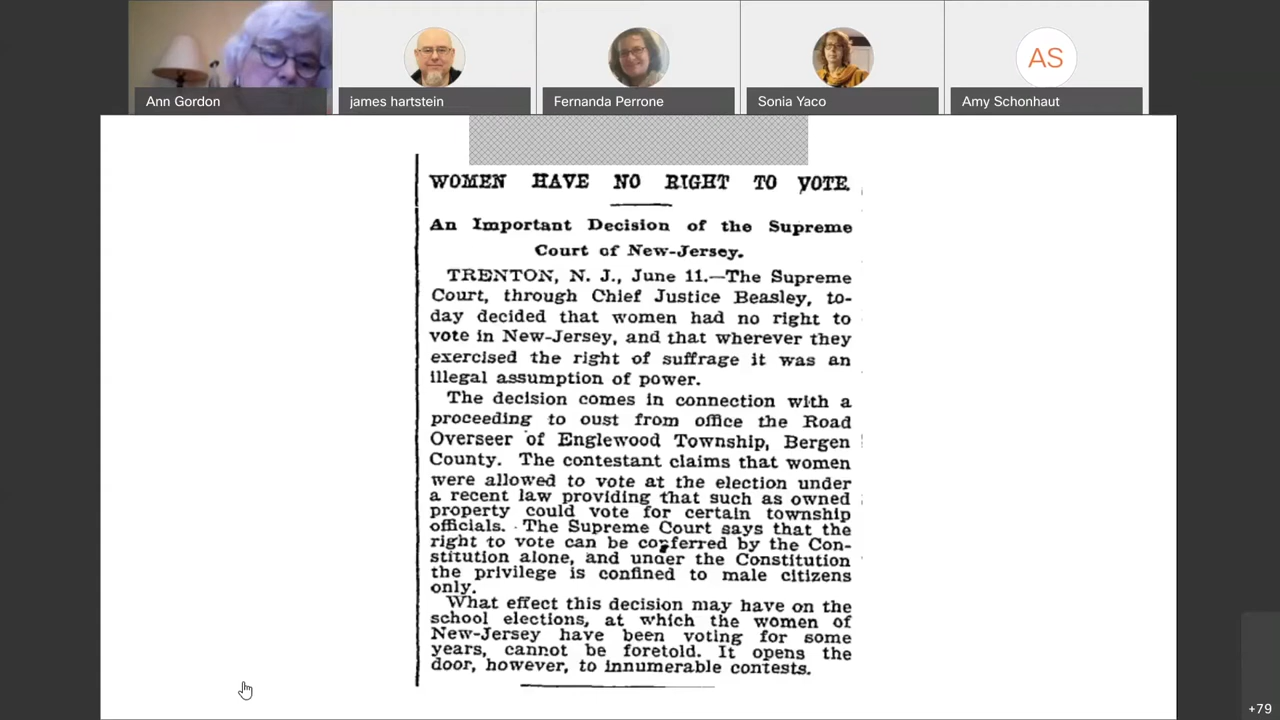 Ann Gordon
james hartstein
Fernanda Perrone
Sonia Yaco
AS
Amy Schonhaut
WOMEN HAVE NO RIGHT TO VOTE.
An Important Decision of the Supreme
Court of New-Jersey.
TRENTON, N. J., June 11.—The Supreme
Court, through Chief Justice Beasley, to-
day decided that women had no right to
vote in New-Jersey, and that wherever they
exercised the right of suffrage it was an
illegal assumption of power.
The decision comes in connection with a
proceeding to oust from office the Road
Overseer of Englewood Township, Bergen
County. The contestant claims that women
were allowed to vote at the election under
a recent law providing that such as owned
property could vote for certain township
officials. The Supreme Court says that the
right to vote can be conferred by the Con-
stitution alone, and under the Constitution
the privilege is confined to male citizens
only.
What effect this decision may have on the
school elections, at which the women of
New-Jersey have been voting for some
years, cannot be foretold. It opens the
door, however, to innumerable contests.
+79